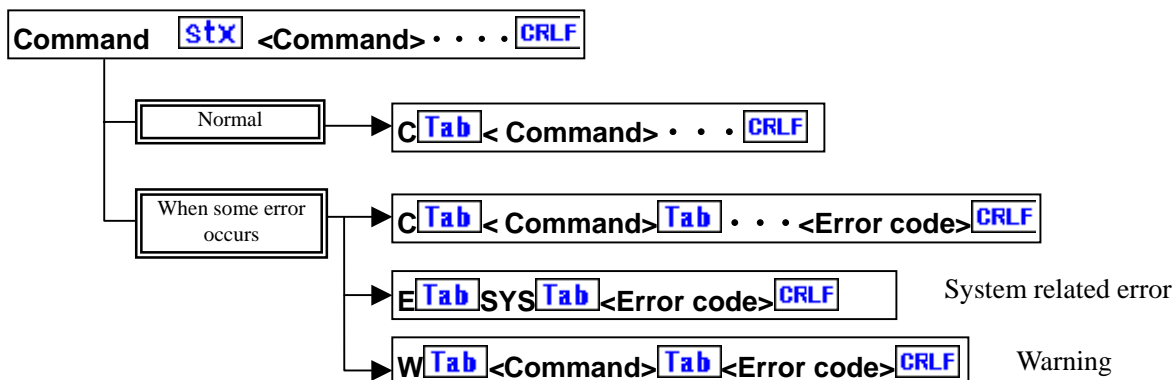 Command stx <Command>・・・・CRLF
Normal
C Tab < Command>・・・CRLF
When some error
occurs
C Tab < Command> Tab ・・・<Error code> CRLF
E Tab SYS Tab <Error code> CRLF
System related error
W Tab <Command> Tab <Error code> CRLF
Warning